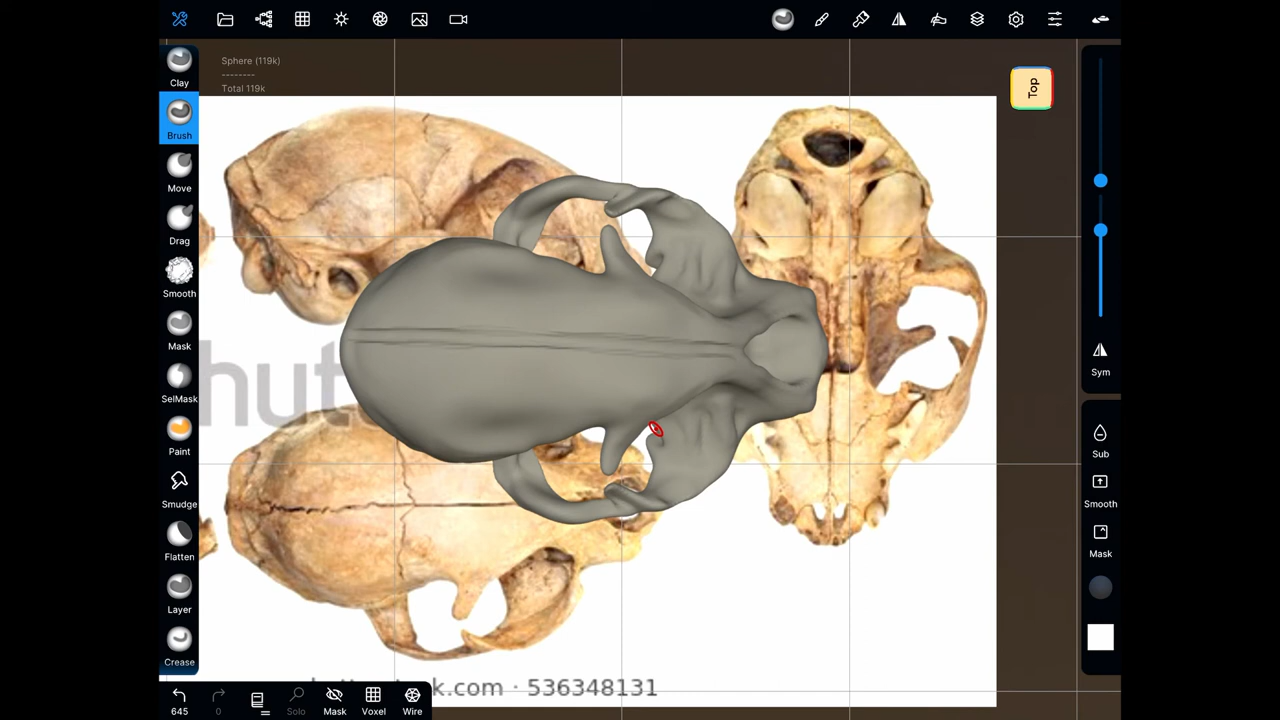 Sphere (119k)
--------
Total 119k
Top
Clay
Brush
Move
Drag
Smooth
Mask
SelMask
Paint
Smudge
Flatten
Layer
Crease
Sym
Sub
Smooth
Mask
hut
k.com · 536348131
645
0
Solo
Mask
Voxel
Wire